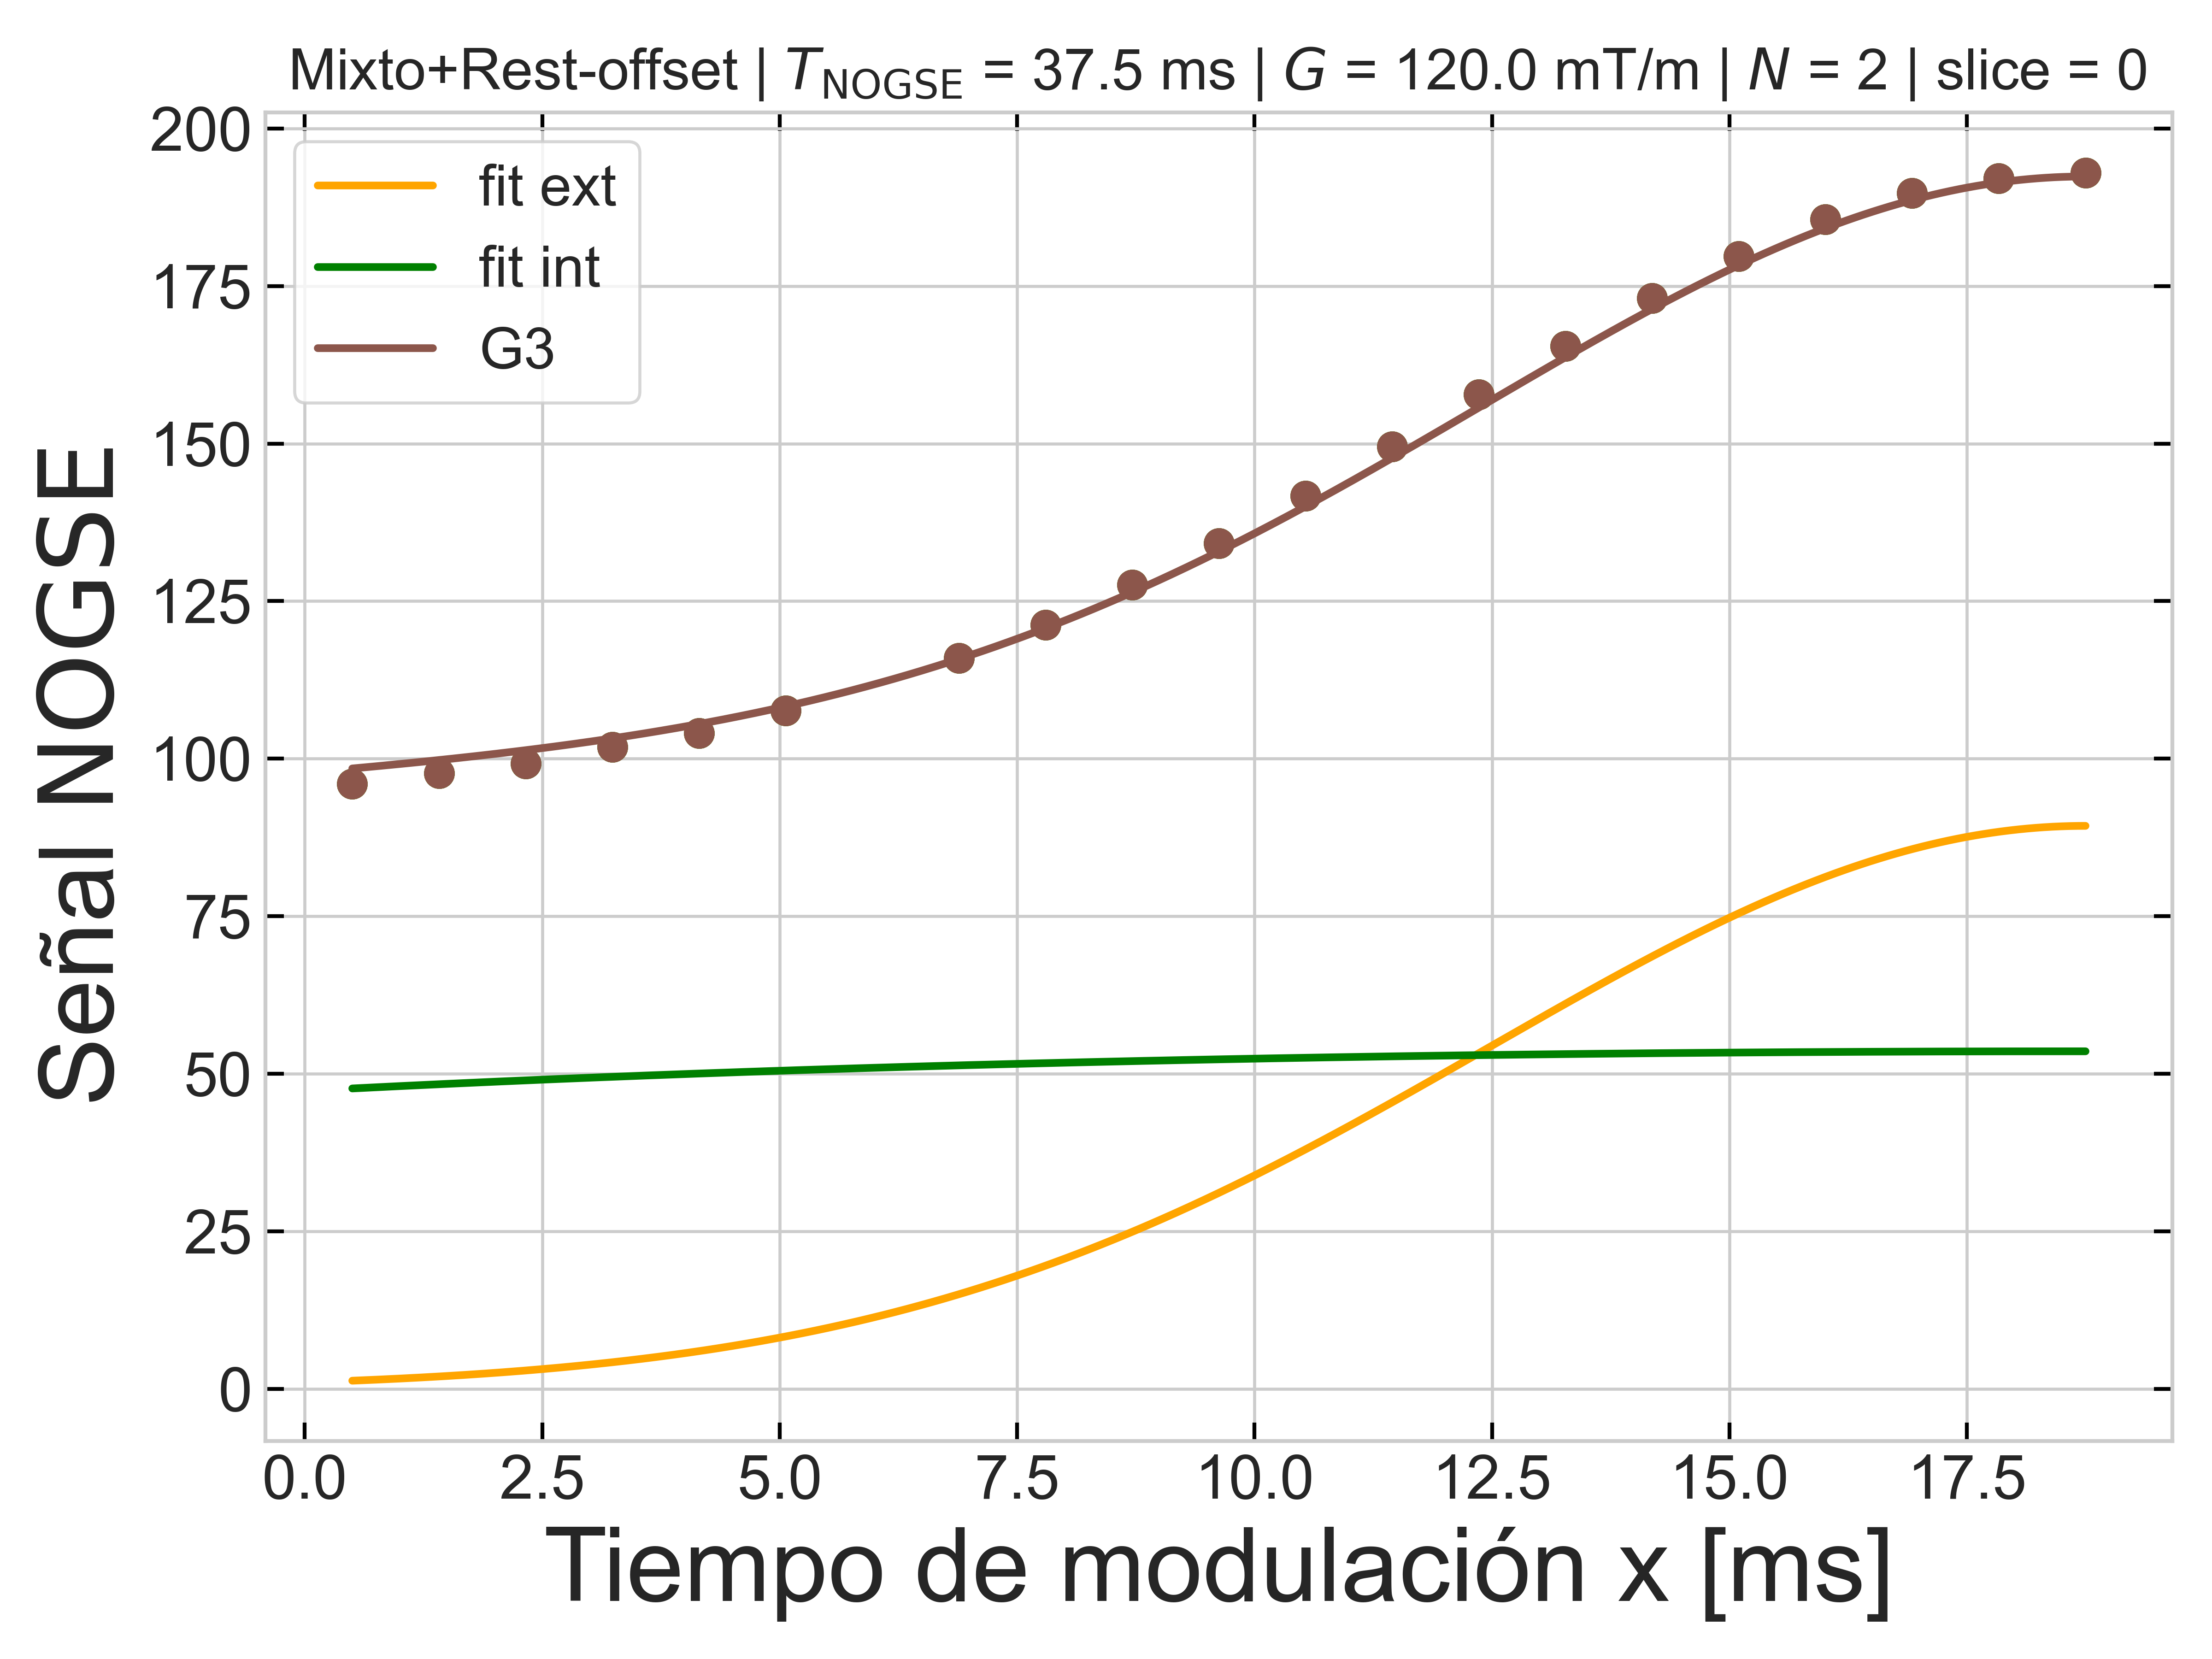 Mixto+Rest-offset | T_NOGSE = 37.5 ms | G = 120.0 mT/m | N = 2 | slice = 0
200
175
150
125
100
75
50
25
0
fit ext
fit int
G3
Señal NOGSE
0.0 2.5 5.0 7.5 10.0 12.5 15.0 17.5
Tiempo de modulación x [ms]